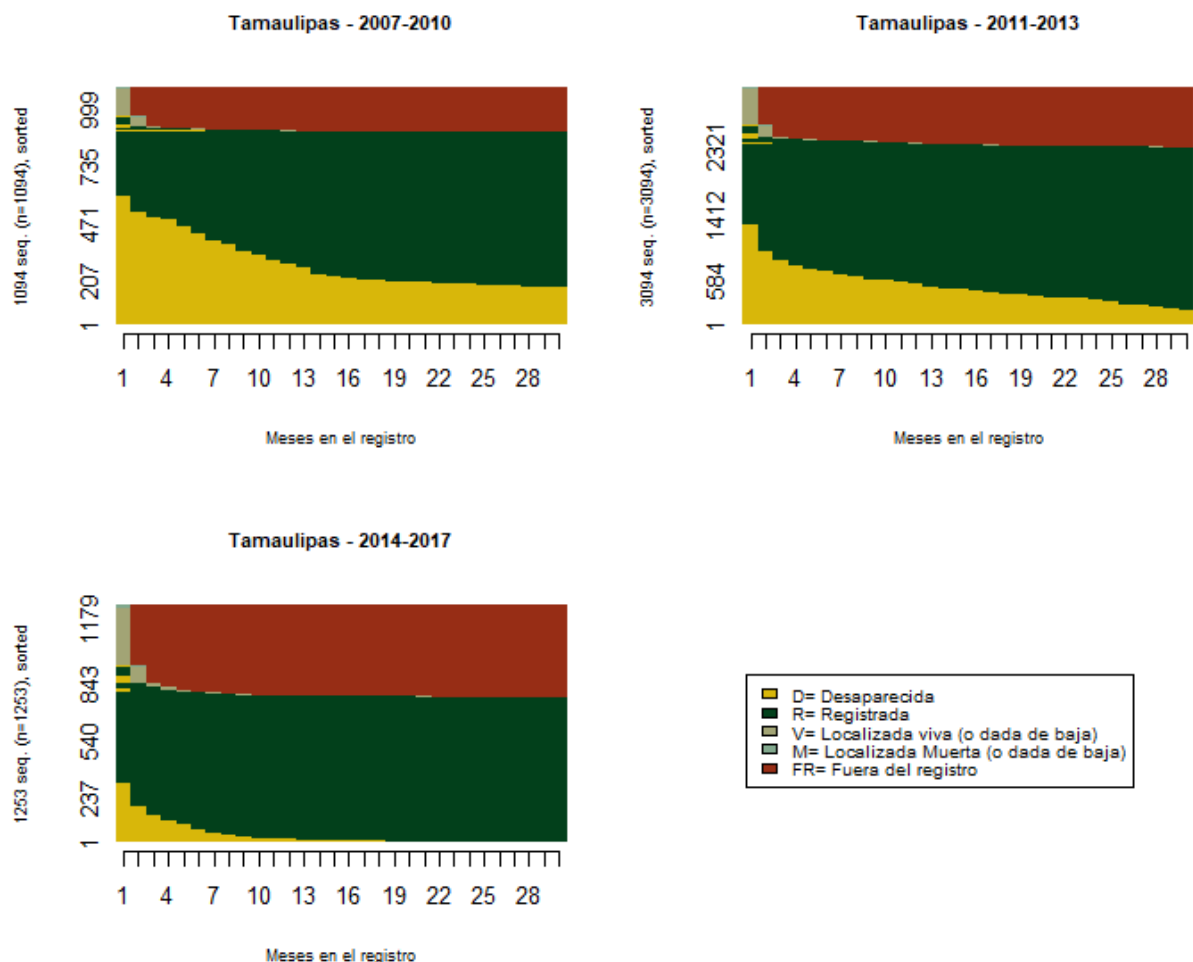 Tamaulipas - 2007-2010
1094 seq. (n=1094), sorted
999
735
471
207
1
1 4 7 10 13 16 19 22 28
Meses en el registro
Tamaulipas - 2011-2013
3094 seq. (n=3094), sorted
2321
1412
584
1
1 4 7 10 13 16 19 22 25 28
Meses en el registro
Tamaulipas - 2014-2017
1253 seq. (n=1253), sorted
1179
843
540
237
1
1 4 7 10 13 16 19 22 25 28
Meses en el registro
D= Desaparecida
R= Registrada
V= Localizada viva (o dada de baja)
M= Localizada Muerta (o dada de baja)
FR= Fuera del registro